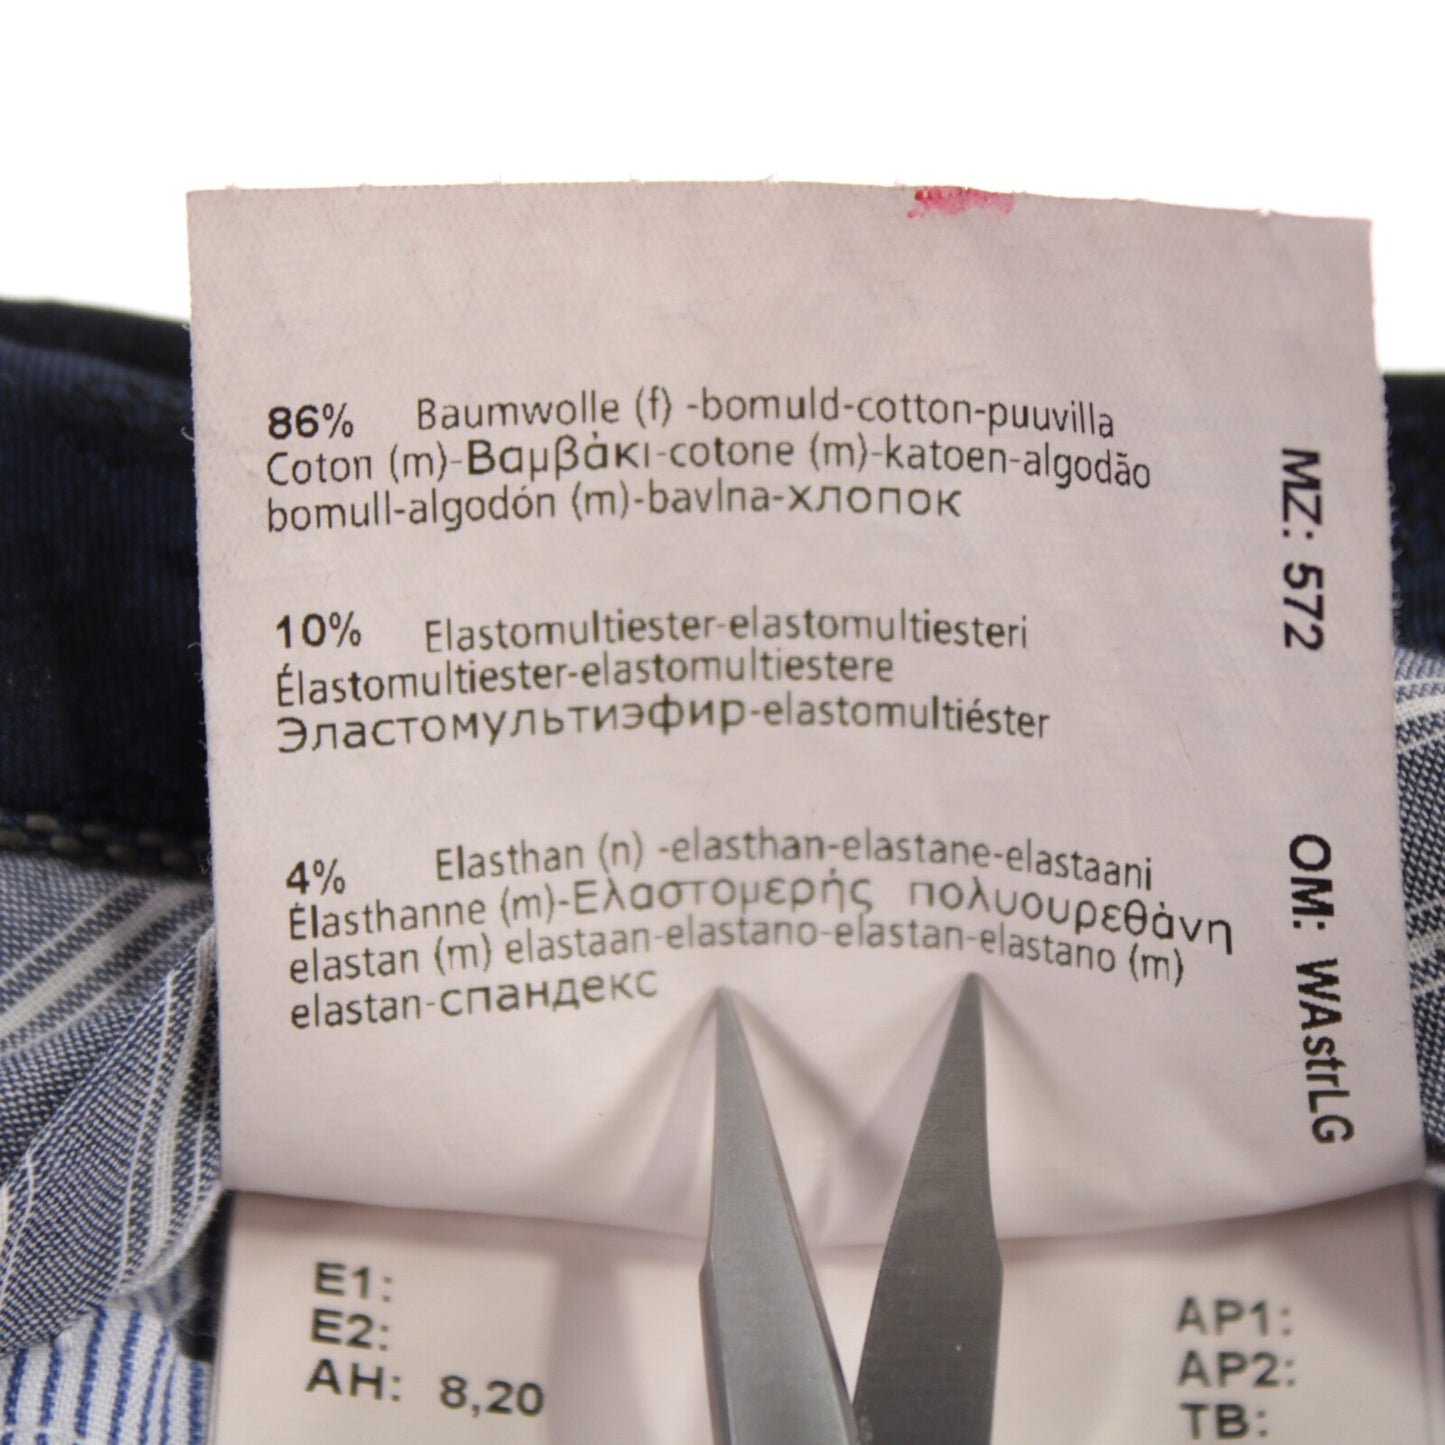 86% Baumwolle (f) -bomuld-cotton-puuvilla
Coton (m)-Βαμβάκι-cotone (m)-katoen-algodão
bomull-algodón (m)-bavlna-хлопок
10% Elastomultiester-elastomultiesteri
Élastomultiester-elastomultiestere
Эластомультиэфир-elastomultiéster
4% Elasthan (n) -elasthan-elastane-elastaani
Élasthanne (m)-Ελαστομερής πολυουρεθάνη
elastan (m) elastaan-elastano-elastan-elastano (m)
elastan-спандекс
MZ: 572
OM: WAstrLG
E1:
E2:
AH: 8,20
AP1:
AP2:
TB: